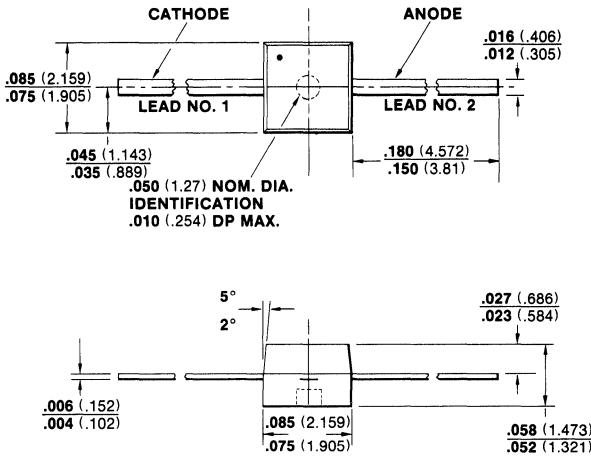 CATHODE
ANODE
.016 (.406)
.012 (.305)
.085 (2.159)
.075 (1.905)
LEAD NO. 1
LEAD NO. 2
.045 (1.143)
.035 (.889)
.180 (4.572)
.150 (3.81)
.050 (1.27) NOM. DIA.
IDENTIFICATION
.010 (.254) DP MAX.
5°
2°
.027 (.686)
.023 (.584)
.006 (.152)
.004 (.102)
.085 (2.159)
.075 (1.905)
.058 (1.473)
.052 (1.321)